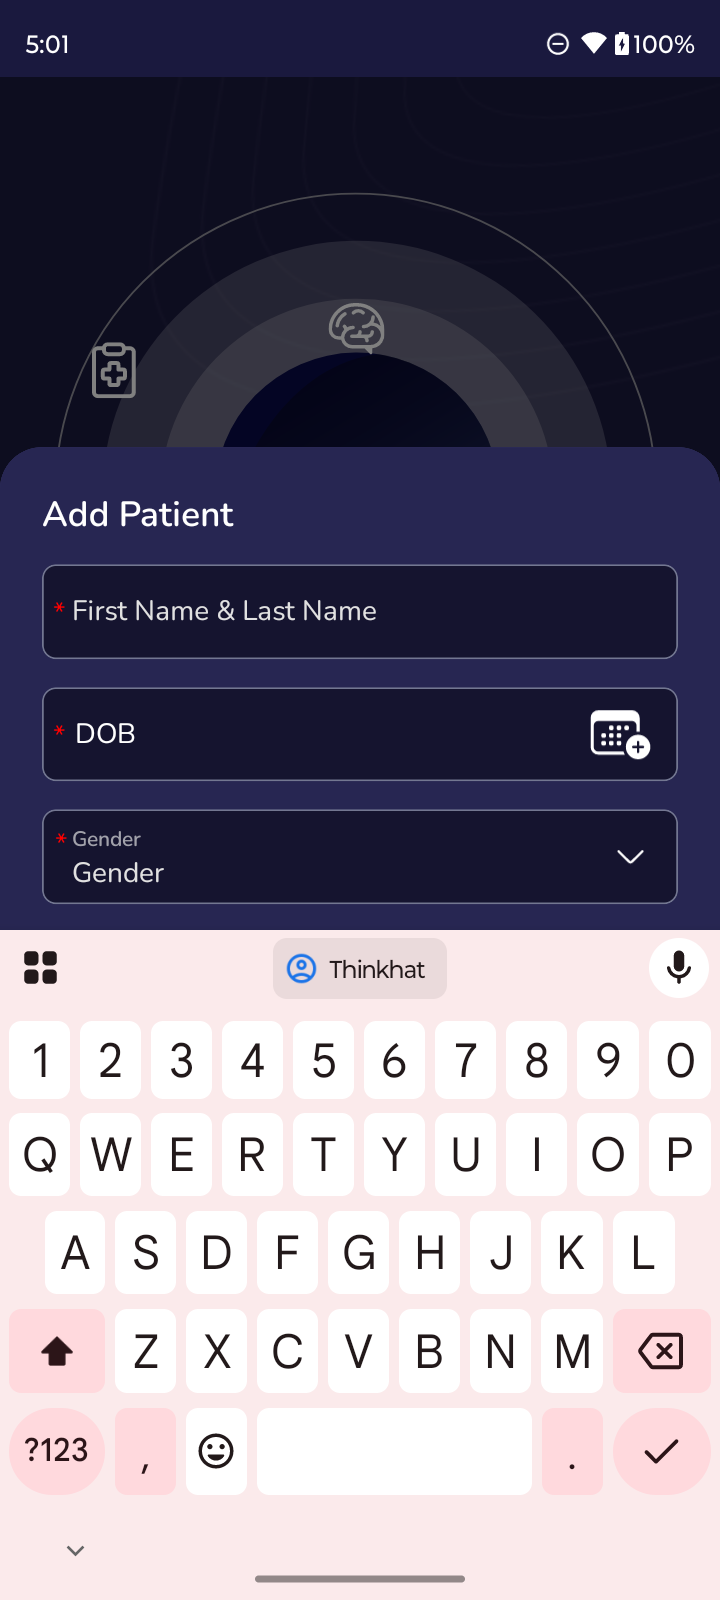 5:01
100%
Add Patient
* First Name & Last Name
* DOB
* Gender
Gender
Thinkhat
1 2 3 4 5 6 7 8 9 0
Q W E R T Y U I O P
A S D F G H J K L
Z X C V B N M
?123 , .